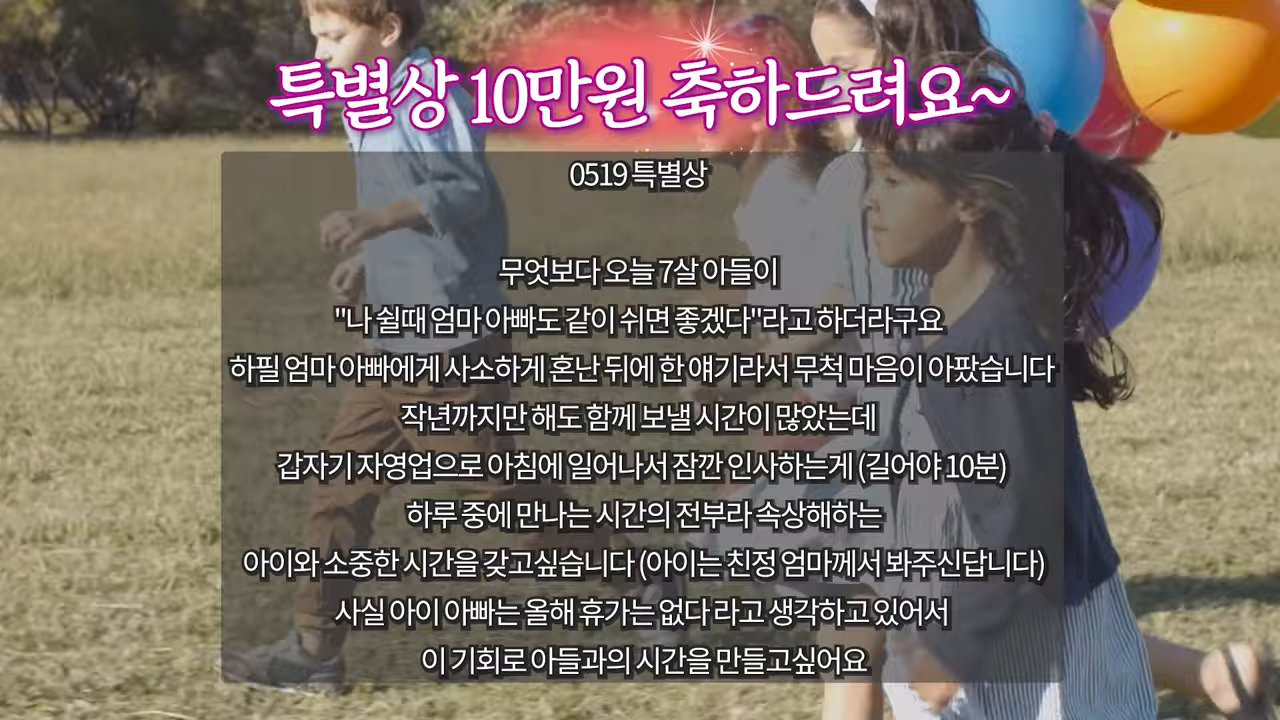 특별상 10만원 축하드려요~
0519 특별상
무엇보다 오늘 7살 아들이
"나 쉴때 엄마 아빠도 같이 쉬면 좋겠다"라고 하더라구요
하필 엄마 아빠에게 사소하게 혼난 뒤에 한 얘기라서 무척 마음이 아팠습니다
작년까지만 해도 함께 보낼 시간이 많았는데
갑자기 자영업으로 아침에 일어나서 잠깐 인사하는게 (길어야 10분)
하루 중에 만나는 시간의 전부라 속상해하는
아이와 소중한 시간을 갖고싶습니다 (아이는 친정 엄마께서 봐주신답니다)
사실 아이 아빠는 올해 휴가는 없다 라고 생각하고 있어서
이 기회로 아들과의 시간을 만들고싶어요